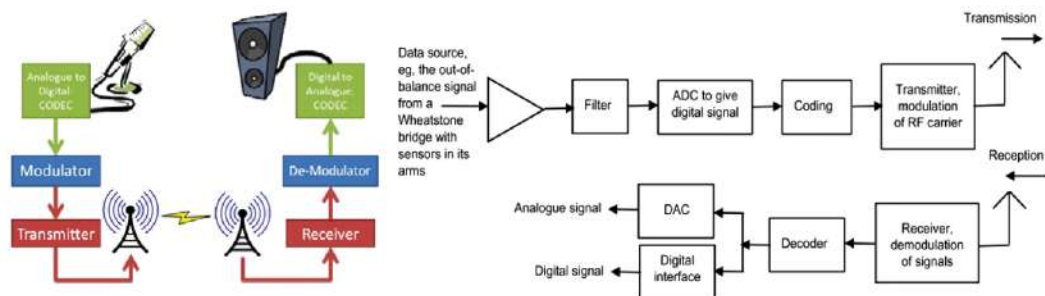 Analogue to
Digital:
CODEC
Modulator
Transmitter
Digital to
Analogue:
CODEC
De-Modulator
Receiver
Data source,
eg, the out-of-
balance signal
from a
Wheatstone
bridge with
sensors in its
arms
Filter
ADC to give
digital signal
Coding
Transmitter,
modulation
of RF carrier
Transmission
Reception
Analogue signal
DAC
Digital signal
Digital
interface
Decoder
Receiver,
demodulation
of signals